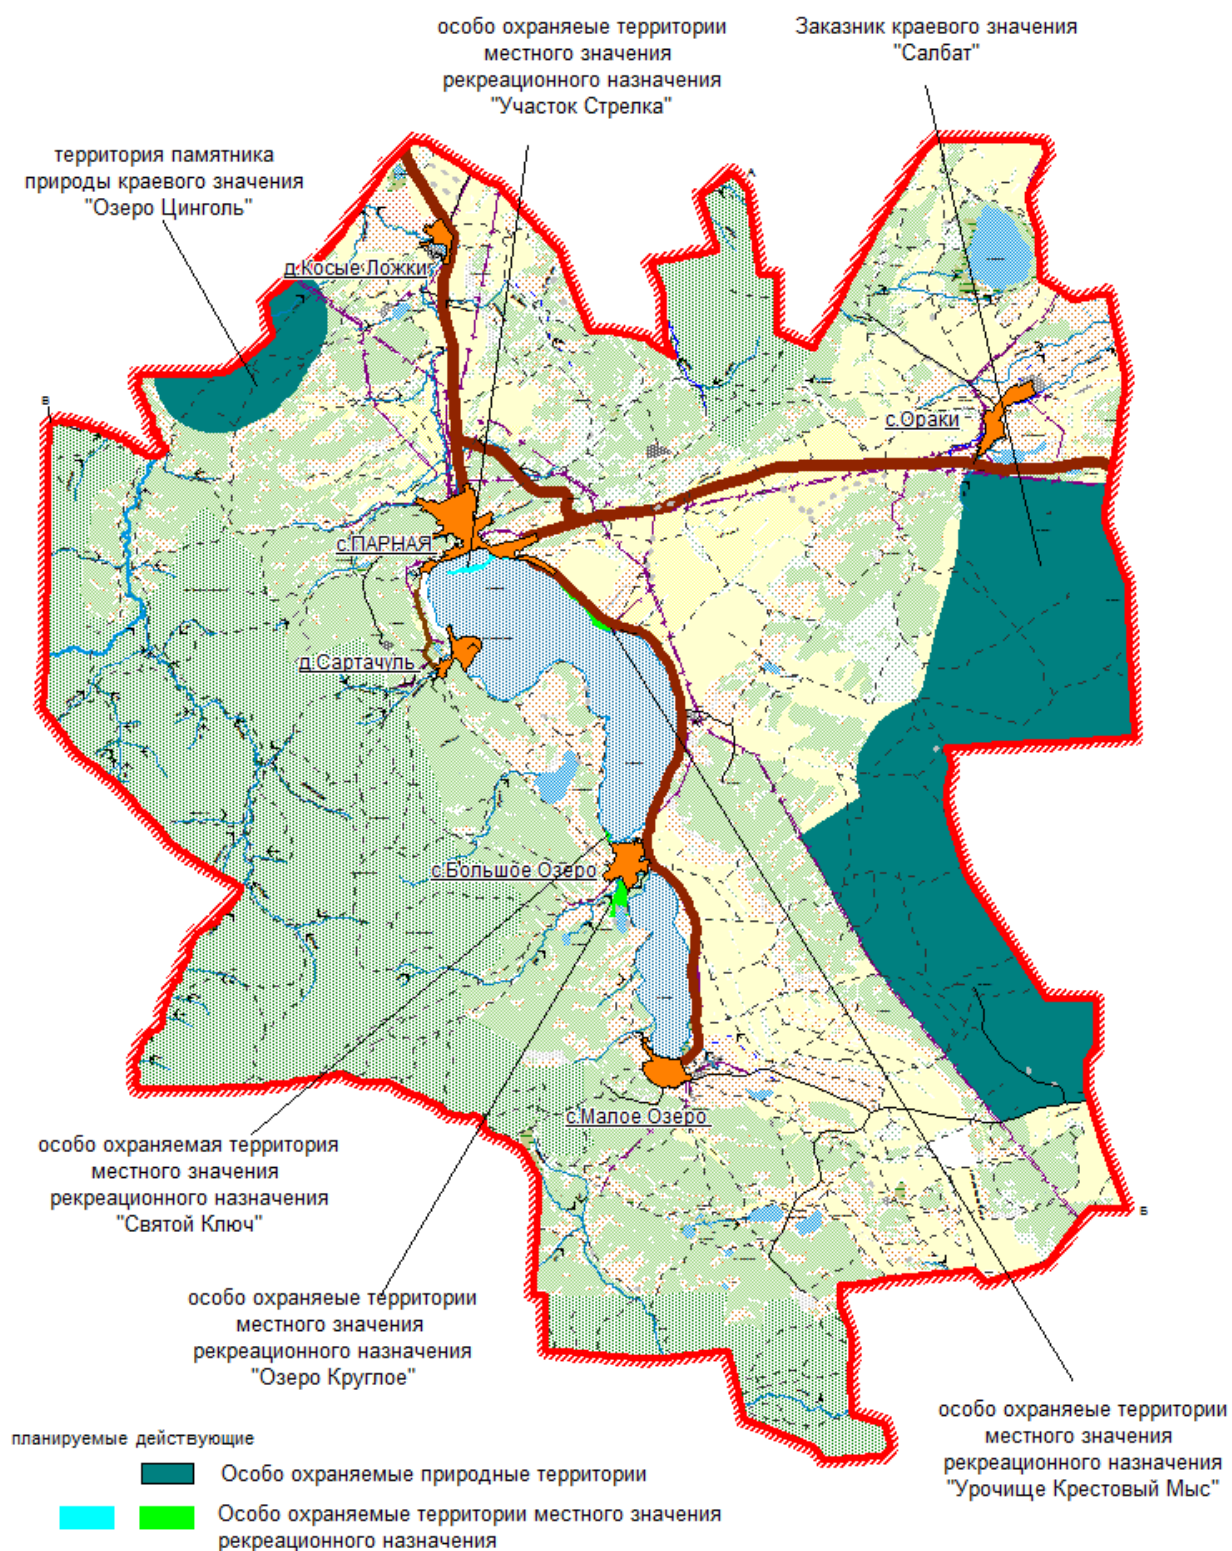 особо охраняеые территории
местного значения
рекреационного назначения
"Участок Стрелка"
Заказник краевого значения
"Салбат"
территория памятника
природы краевого значения
"Озеро Цинголь"
А
д.Косые Ложки
В
с.Ораки
с.ПАРНАЯ
д.Сартачуль
с.Большое Озеро
с.Малое Озеро
особо охраняемая территория
местного значения
рекреационного назначения
"Святой Ключ"
Б
особо охраняеые территории
местного значения
рекреационного назначения
"Озеро Круглое"
особо охраняеые территории
местного значения
рекреационного назначения
"Урочище Крестовый Мыс"
планируемые действующие
Особо охраняемые природные территории
Особо охраняемые территории местного значения
рекреационного назначения